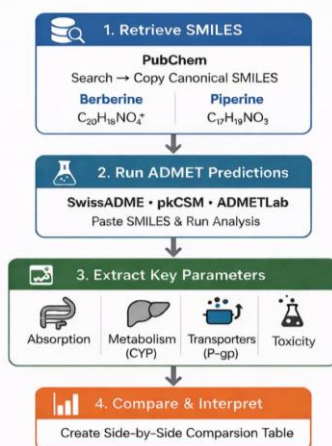 1. Retrieve SMILES
PubChem
Search → Copy Canonical SMILES
Berberine
C₂₀H₁₈NO₄⁺
Piperine
C₁₇H₁₉NO₃
2. Run ADMET Predictions
SwissADME • pkCSM • ADMETLab
Paste SMILES & Run Analysis
3. Extract Key Parameters
Absorption
Metabolism
(CYP)
Transporters
(P-gp)
Toxicity
4. Compare & Interpret
Create Side-by-Side Comparsion Table